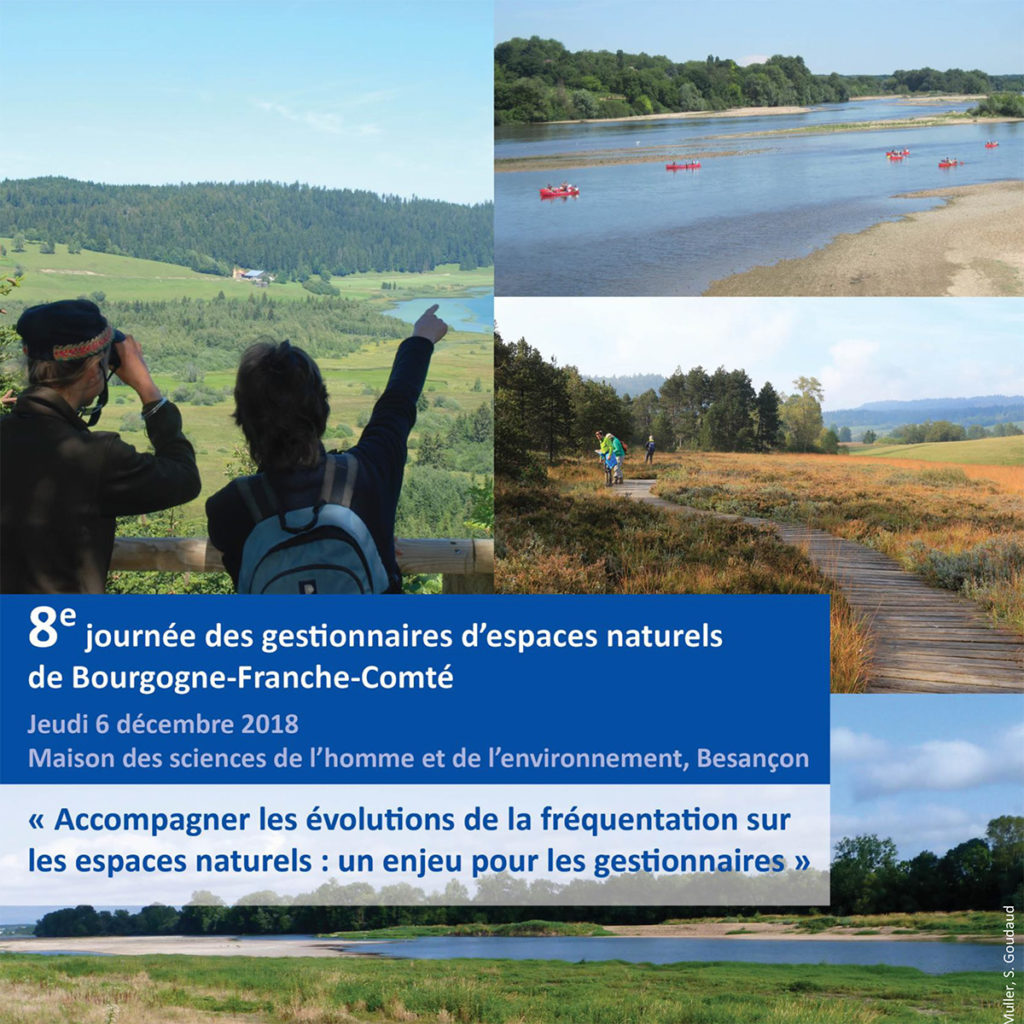 8e journée des gestionnaires d’espaces naturels
de Bourgogne-Franche-Comté
Jeudi 6 décembre 2018
Maison des sciences de l’homme et de l’environnement, Besançon
« Accompagner les évolutions de la fréquentation sur
les espaces naturels : un enjeu pour les gestionnaires »
Muller, S. Goudaud